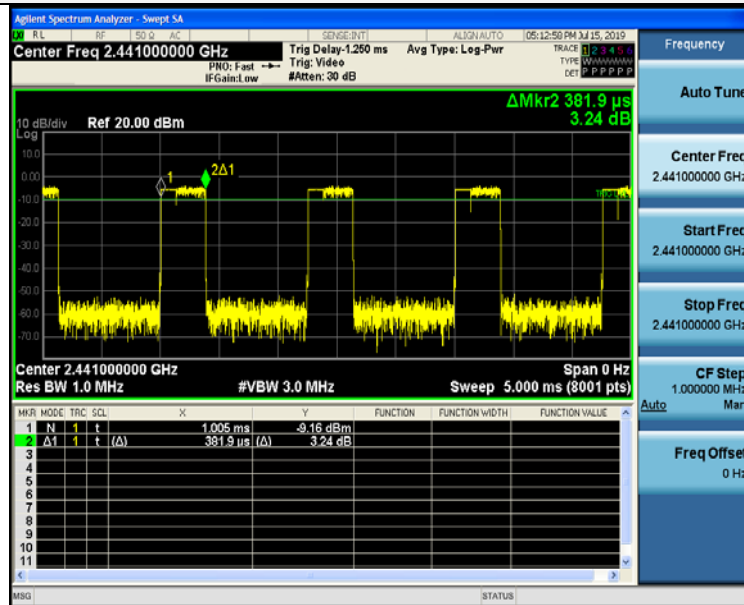 Agilent Spectrum Analyzer - Swept SA
RL RF 50 Ω AC SENSE:INT ALIGNAUTO 05:12:58 PM Jul 15, 2019
Center Freq 2.441000000 GHz
PNO: Fast
IFGain:Low
Trig Delay-1.250 ms
Trig: Video
#Atten: 30 dB
Avg Type: Log-Pwr
TRACE 1 2 3 4 5 6
TYPE
DET P P P P P P
ΔMkr2 381.9 µs
3.24 dB
10 dB/div Ref 20.00 dBm
Log
10.0
0.00
-10.0
-20.0
-30.0
-40.0
-50.0
-60.0
-70.0
1
2Δ1
Center 2.441000000 GHz Span 0 Hz
Res BW 1.0 MHz #VBW 3.0 MHz Sweep 5.000 ms (8001 pts)
MKR MODE TRC SCL X Y FUNCTION FUNCTION WIDTH FUNCTION VALUE
1 N 1 t 1.005 ms -9.16 dBm
2 Δ1 1 t (Δ) 381.9 µs (Δ) 3.24 dB
3
4
5
6
7
8
9
10
11
MSG STATUS
Frequency
Auto Tune
Center Freq
2.441000000 GHz
Start Freq
2.441000000 GHz
Stop Freq
2.441000000 GHz
CF Step
1.000000 MHz
Auto Man
Freq Offset
0 Hz